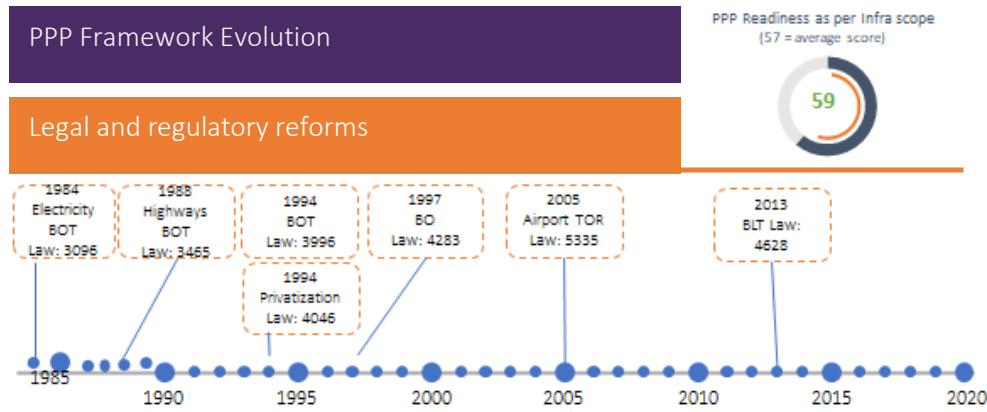 PPP Framework Evolution
PPP Readiness as per Infra scope
(57 = average score)
59
Legal and regulatory reforms
1984
Electricity
BOT
Law: 3096
1988
Highways
BOT
Law: 3465
1994
BOT
Law: 3996
1994
Privatization
Law: 4046
1997
BO
Law: 4283
2005
Airport TOR
Law: 5335
2013
BLT Law:
4628
1985
1990
1995
2000
2005
2010
2015
2020